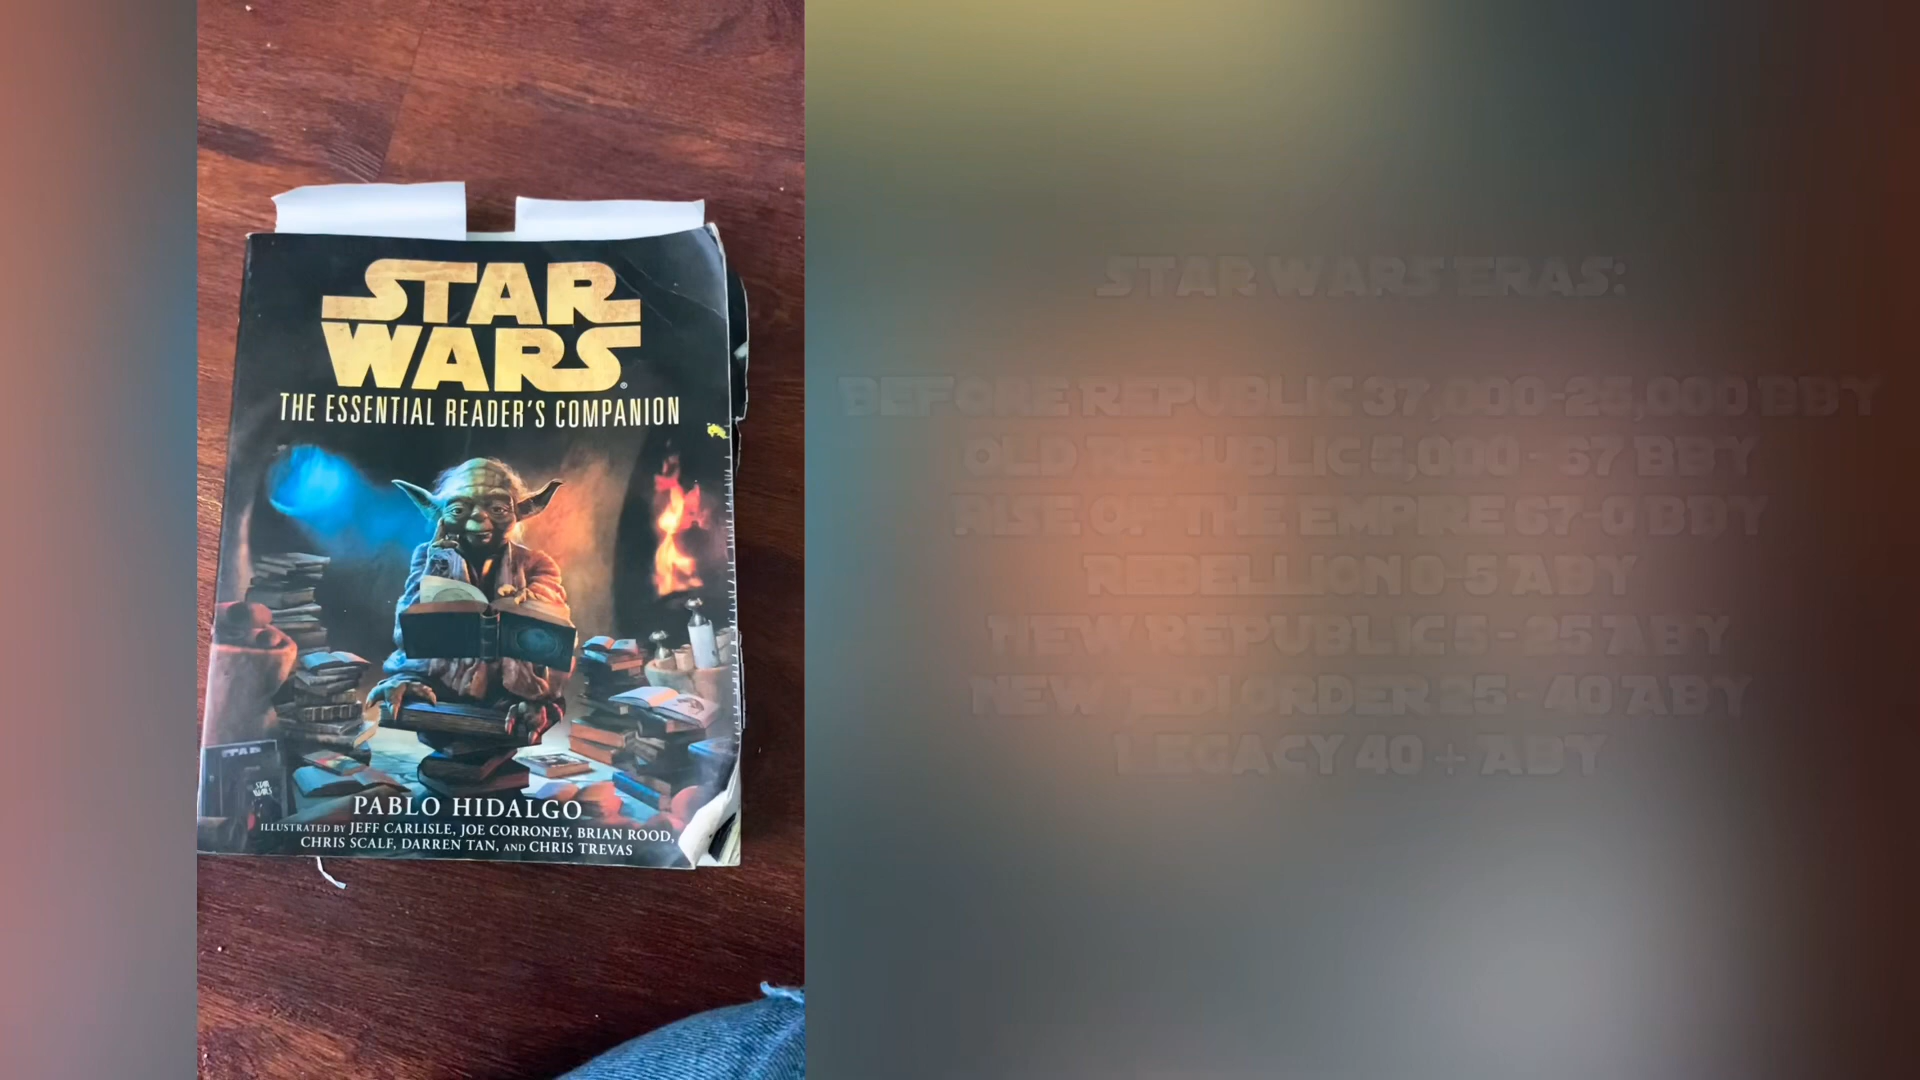 STAR
WARS
THE ESSENTIAL READER'S COMPANION
STAR
WARS
PABLO HIDALGO
ILLUSTRATED BY JEFF CARLISLE, JOE CORRONEY, BRIAN ROOD,
CHRIS SCALF, DARREN TAN, AND CHRIS TREVAS
STAR WARS ERAS:
BEFORE REPUBLIC 37,000-25,000 BBY
OLD REPUBLIC 5,000 - 67 BBY
RISE OF THE EMPIRE 67-0 BBY
REBELLION 0-5 ABY
NEW REPUBLIC 5 - 25 ABY
NEW JEDI ORDER 25 - 40 ABY
LEGACY 40 + ABY